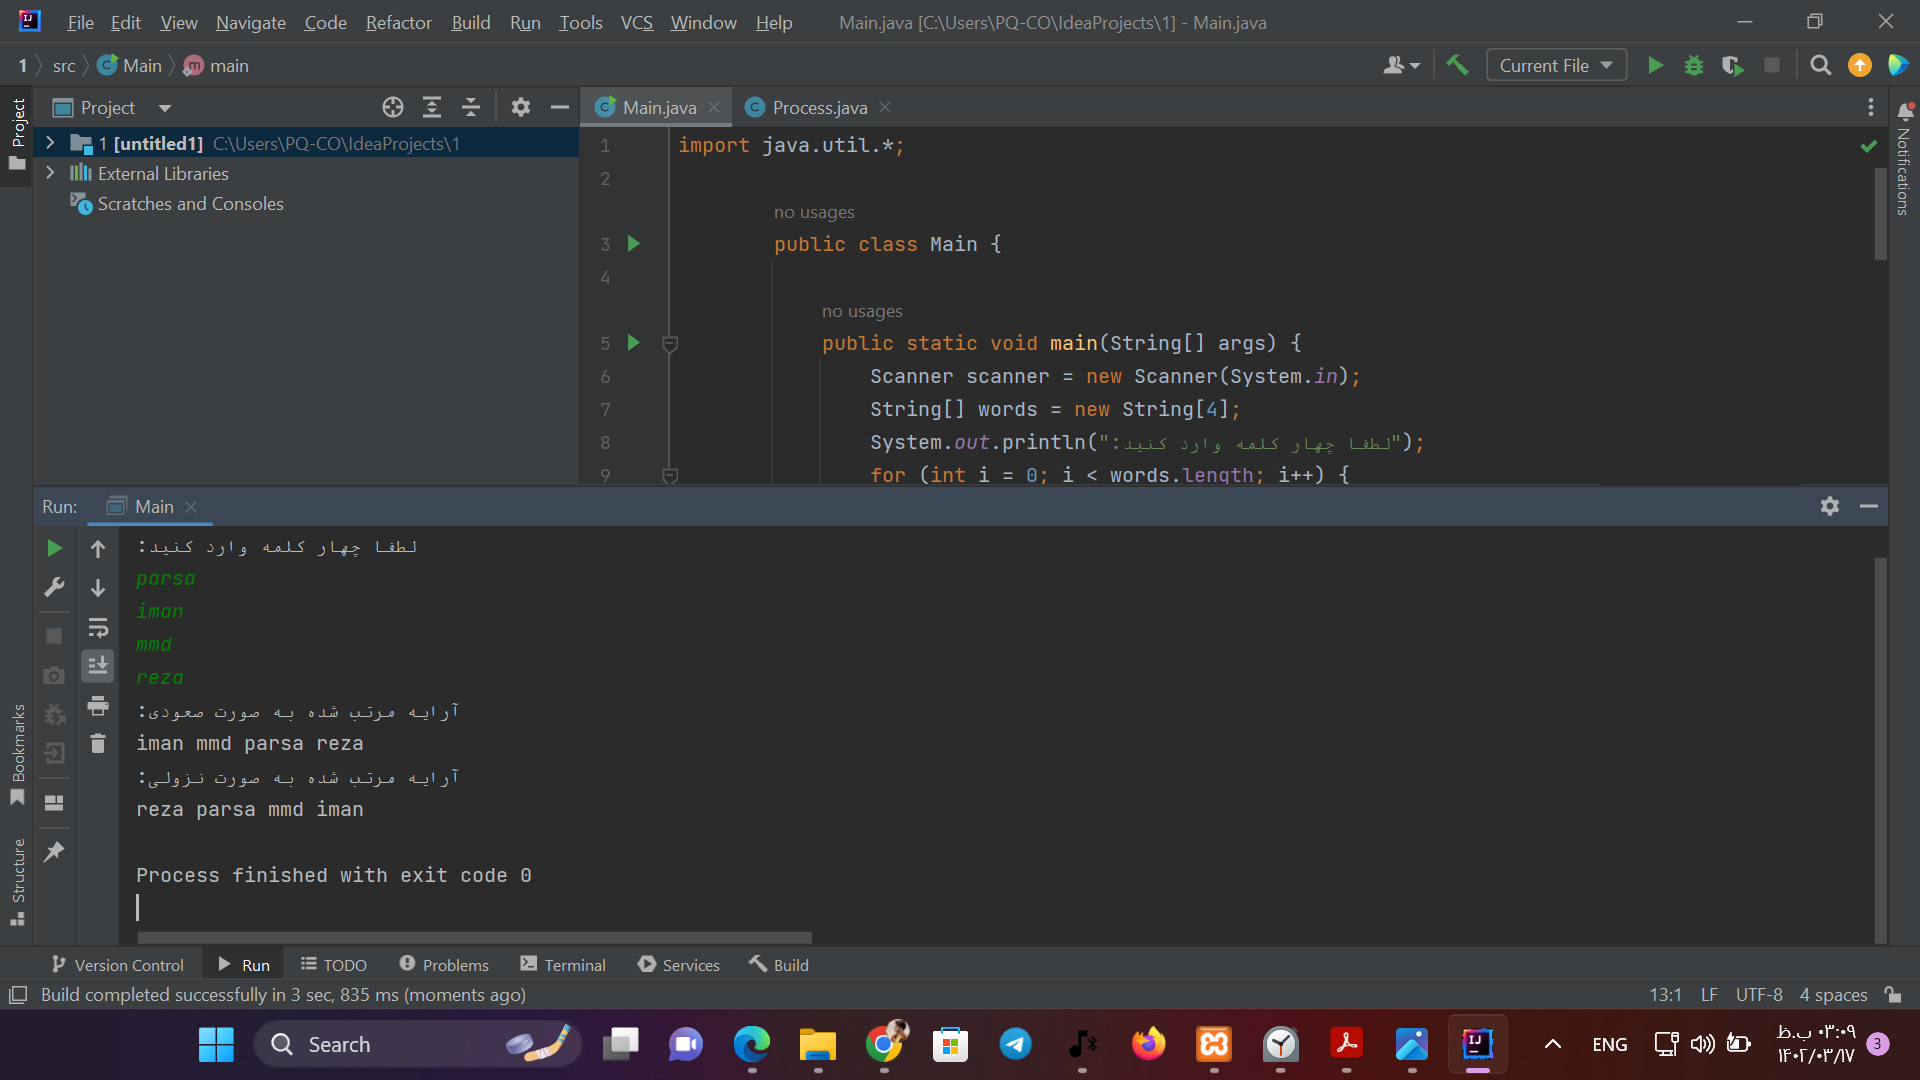 File Edit View Navigate Code Refactor Build Run Tools VCS Window Help Main.java [C:\Users\PQ-CO\IdeaProjects\1] - Main.java
1 src Main main Current File
Project
Project
Main.java Process.java
1 [untitled1] C:\Users\PQ-CO\IdeaProjects\1
External Libraries
Scratches and Consoles
1 import java.util.*;
2
no usages
3 public class Main {
4
no usages
5 public static void main(String[] args) {
6 Scanner scanner = new Scanner(System.in);
7 String[] words = new String[4];
8 System.out.println("لطفا چهار کلمه وارد کنید:");
9 for (int i = 0; i < words.length; i++) {
Notifications
Run: Main
لطفا چهار کلمه وارد کنید:
parsa
iman
mmd
reza
آرایه مرتب شده به صورت صعودی:
iman mmd parsa reza
آرایه مرتب شده به صورت نزولی:
reza parsa mmd iman
Process finished with exit code 0
Bookmarks
Structure
Version Control Run TODO Problems Terminal Services Build
Build completed successfully in 3 sec, 835 ms (moments ago) 13:1 LF UTF-8 4 spaces
Search ENG ۰۳:۰۹ ب.ظ 3
۱۴۰۲/۰۳/۱۷